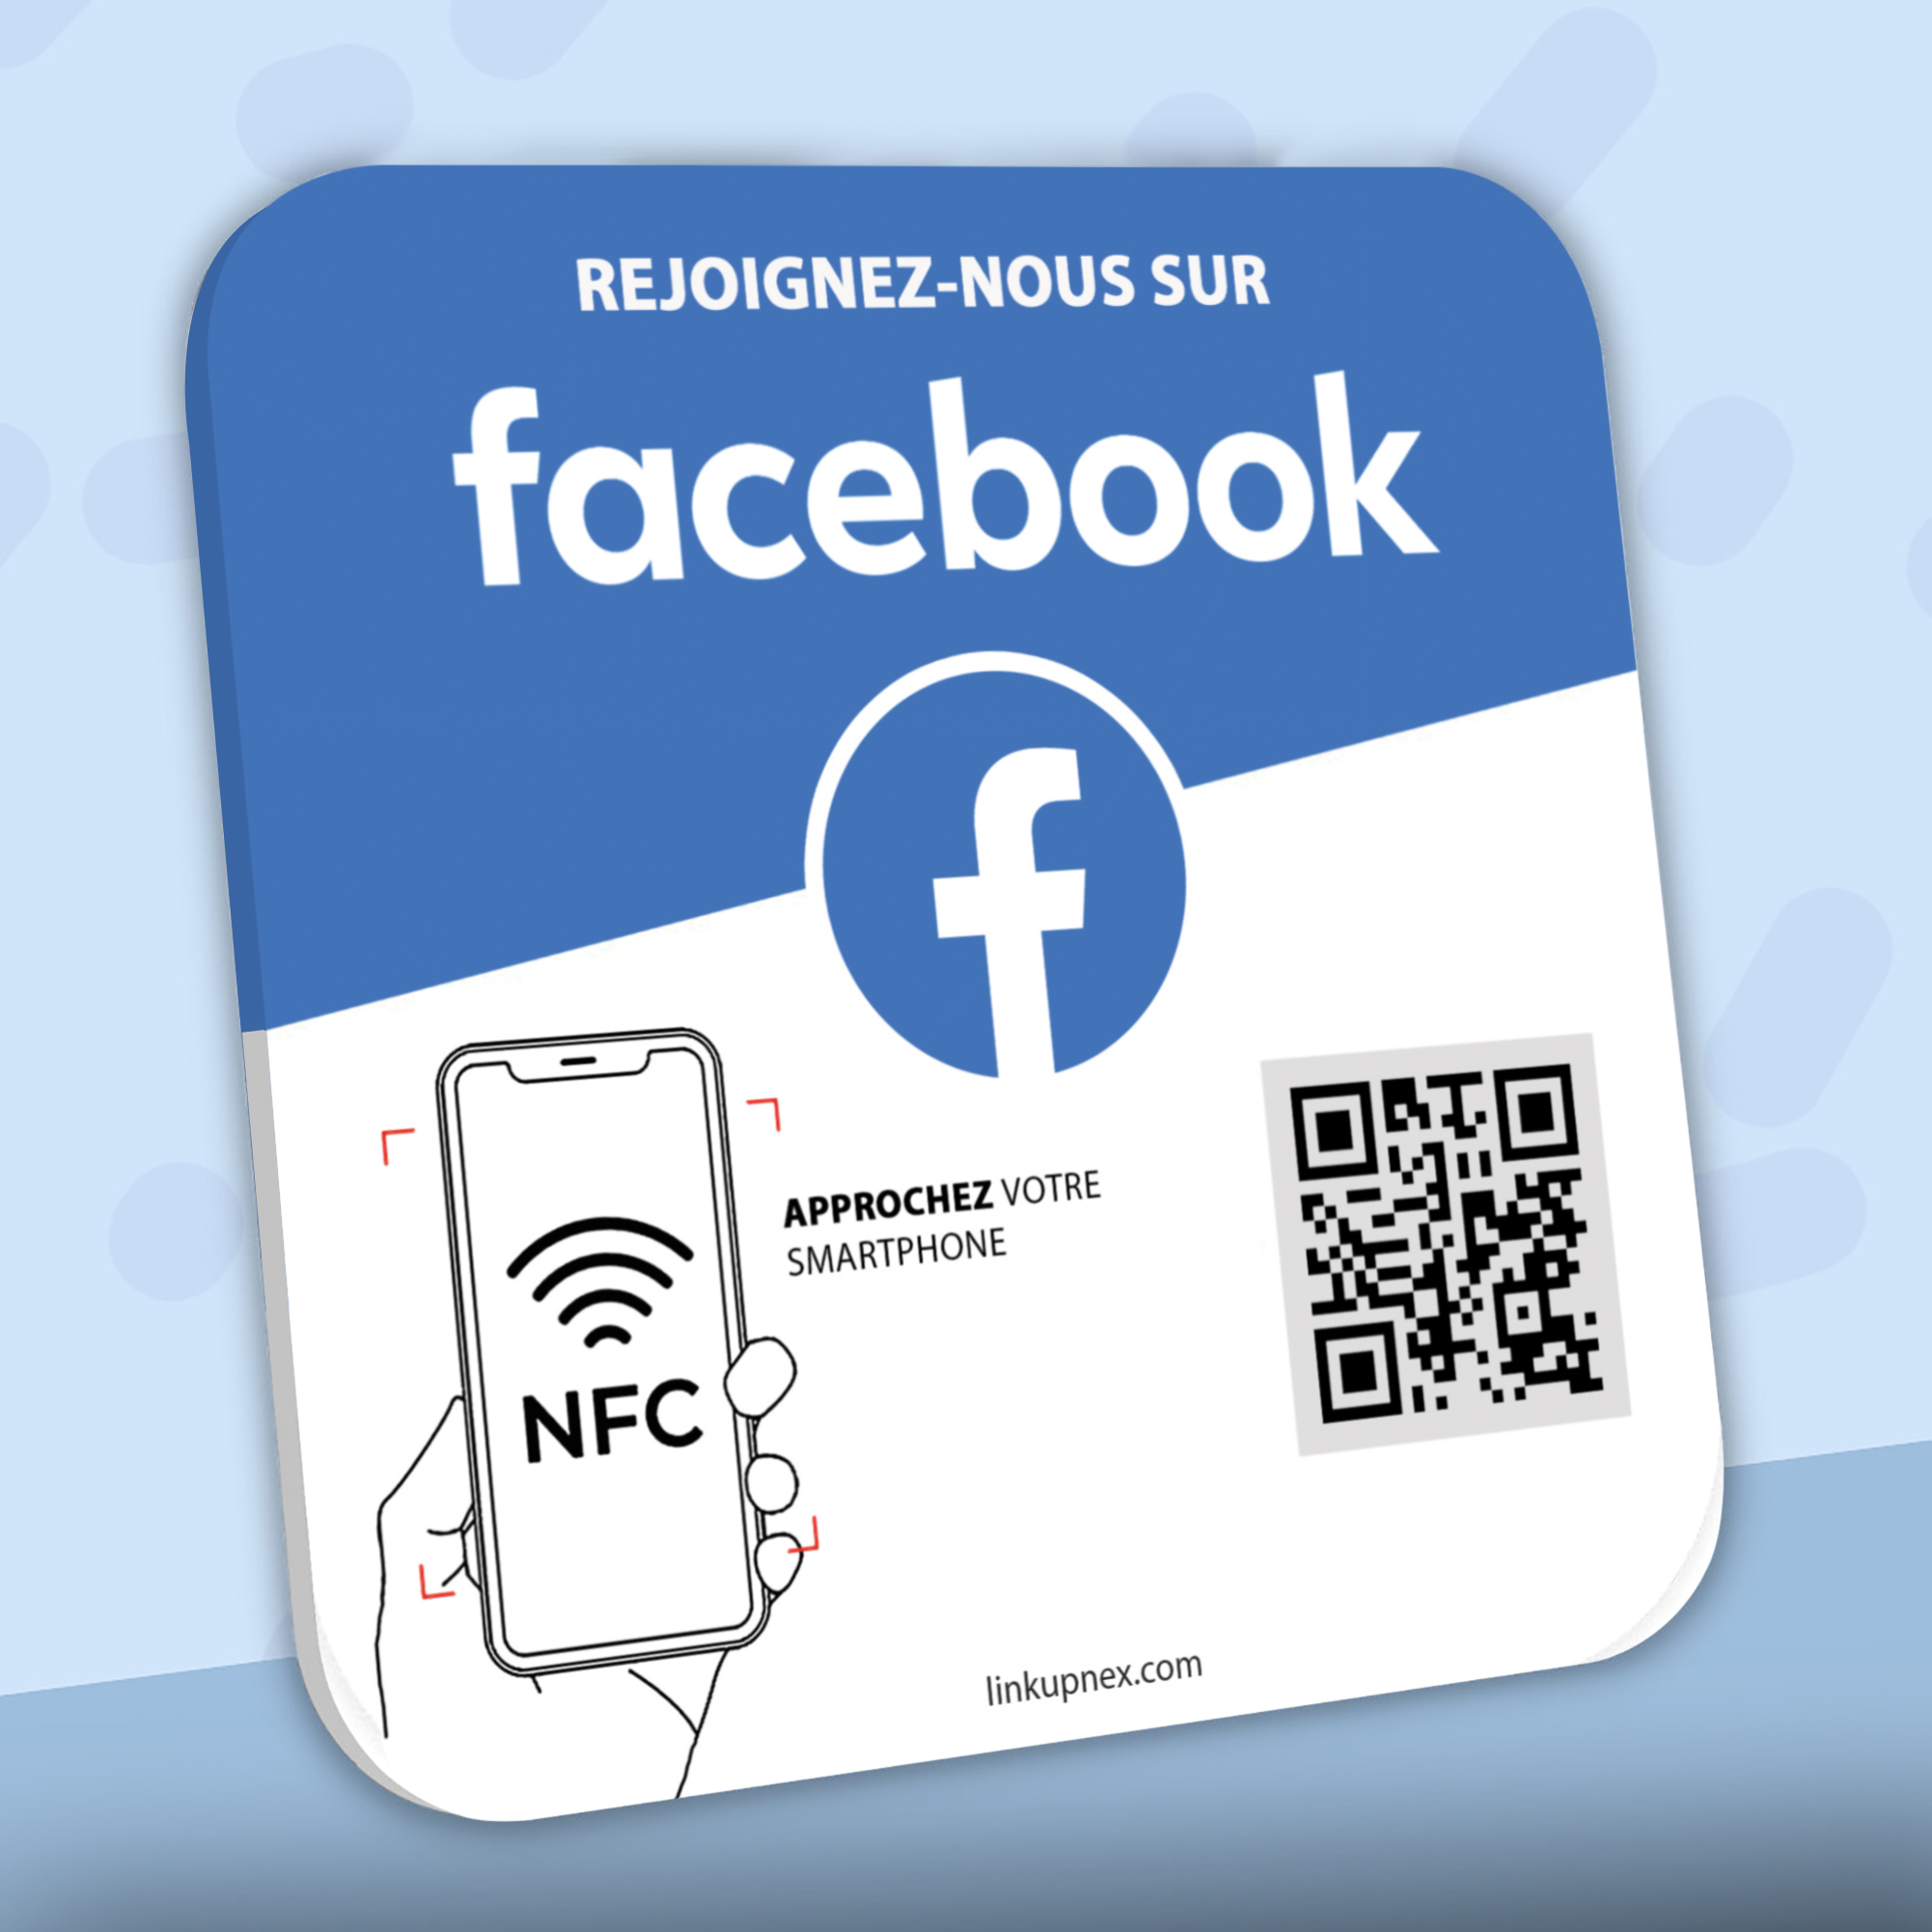 REJOIGNEZ-NOUS SUR
facebook
NFC
APPROCHEZ VOTRE
SMARTPHONE
linkupnex.com